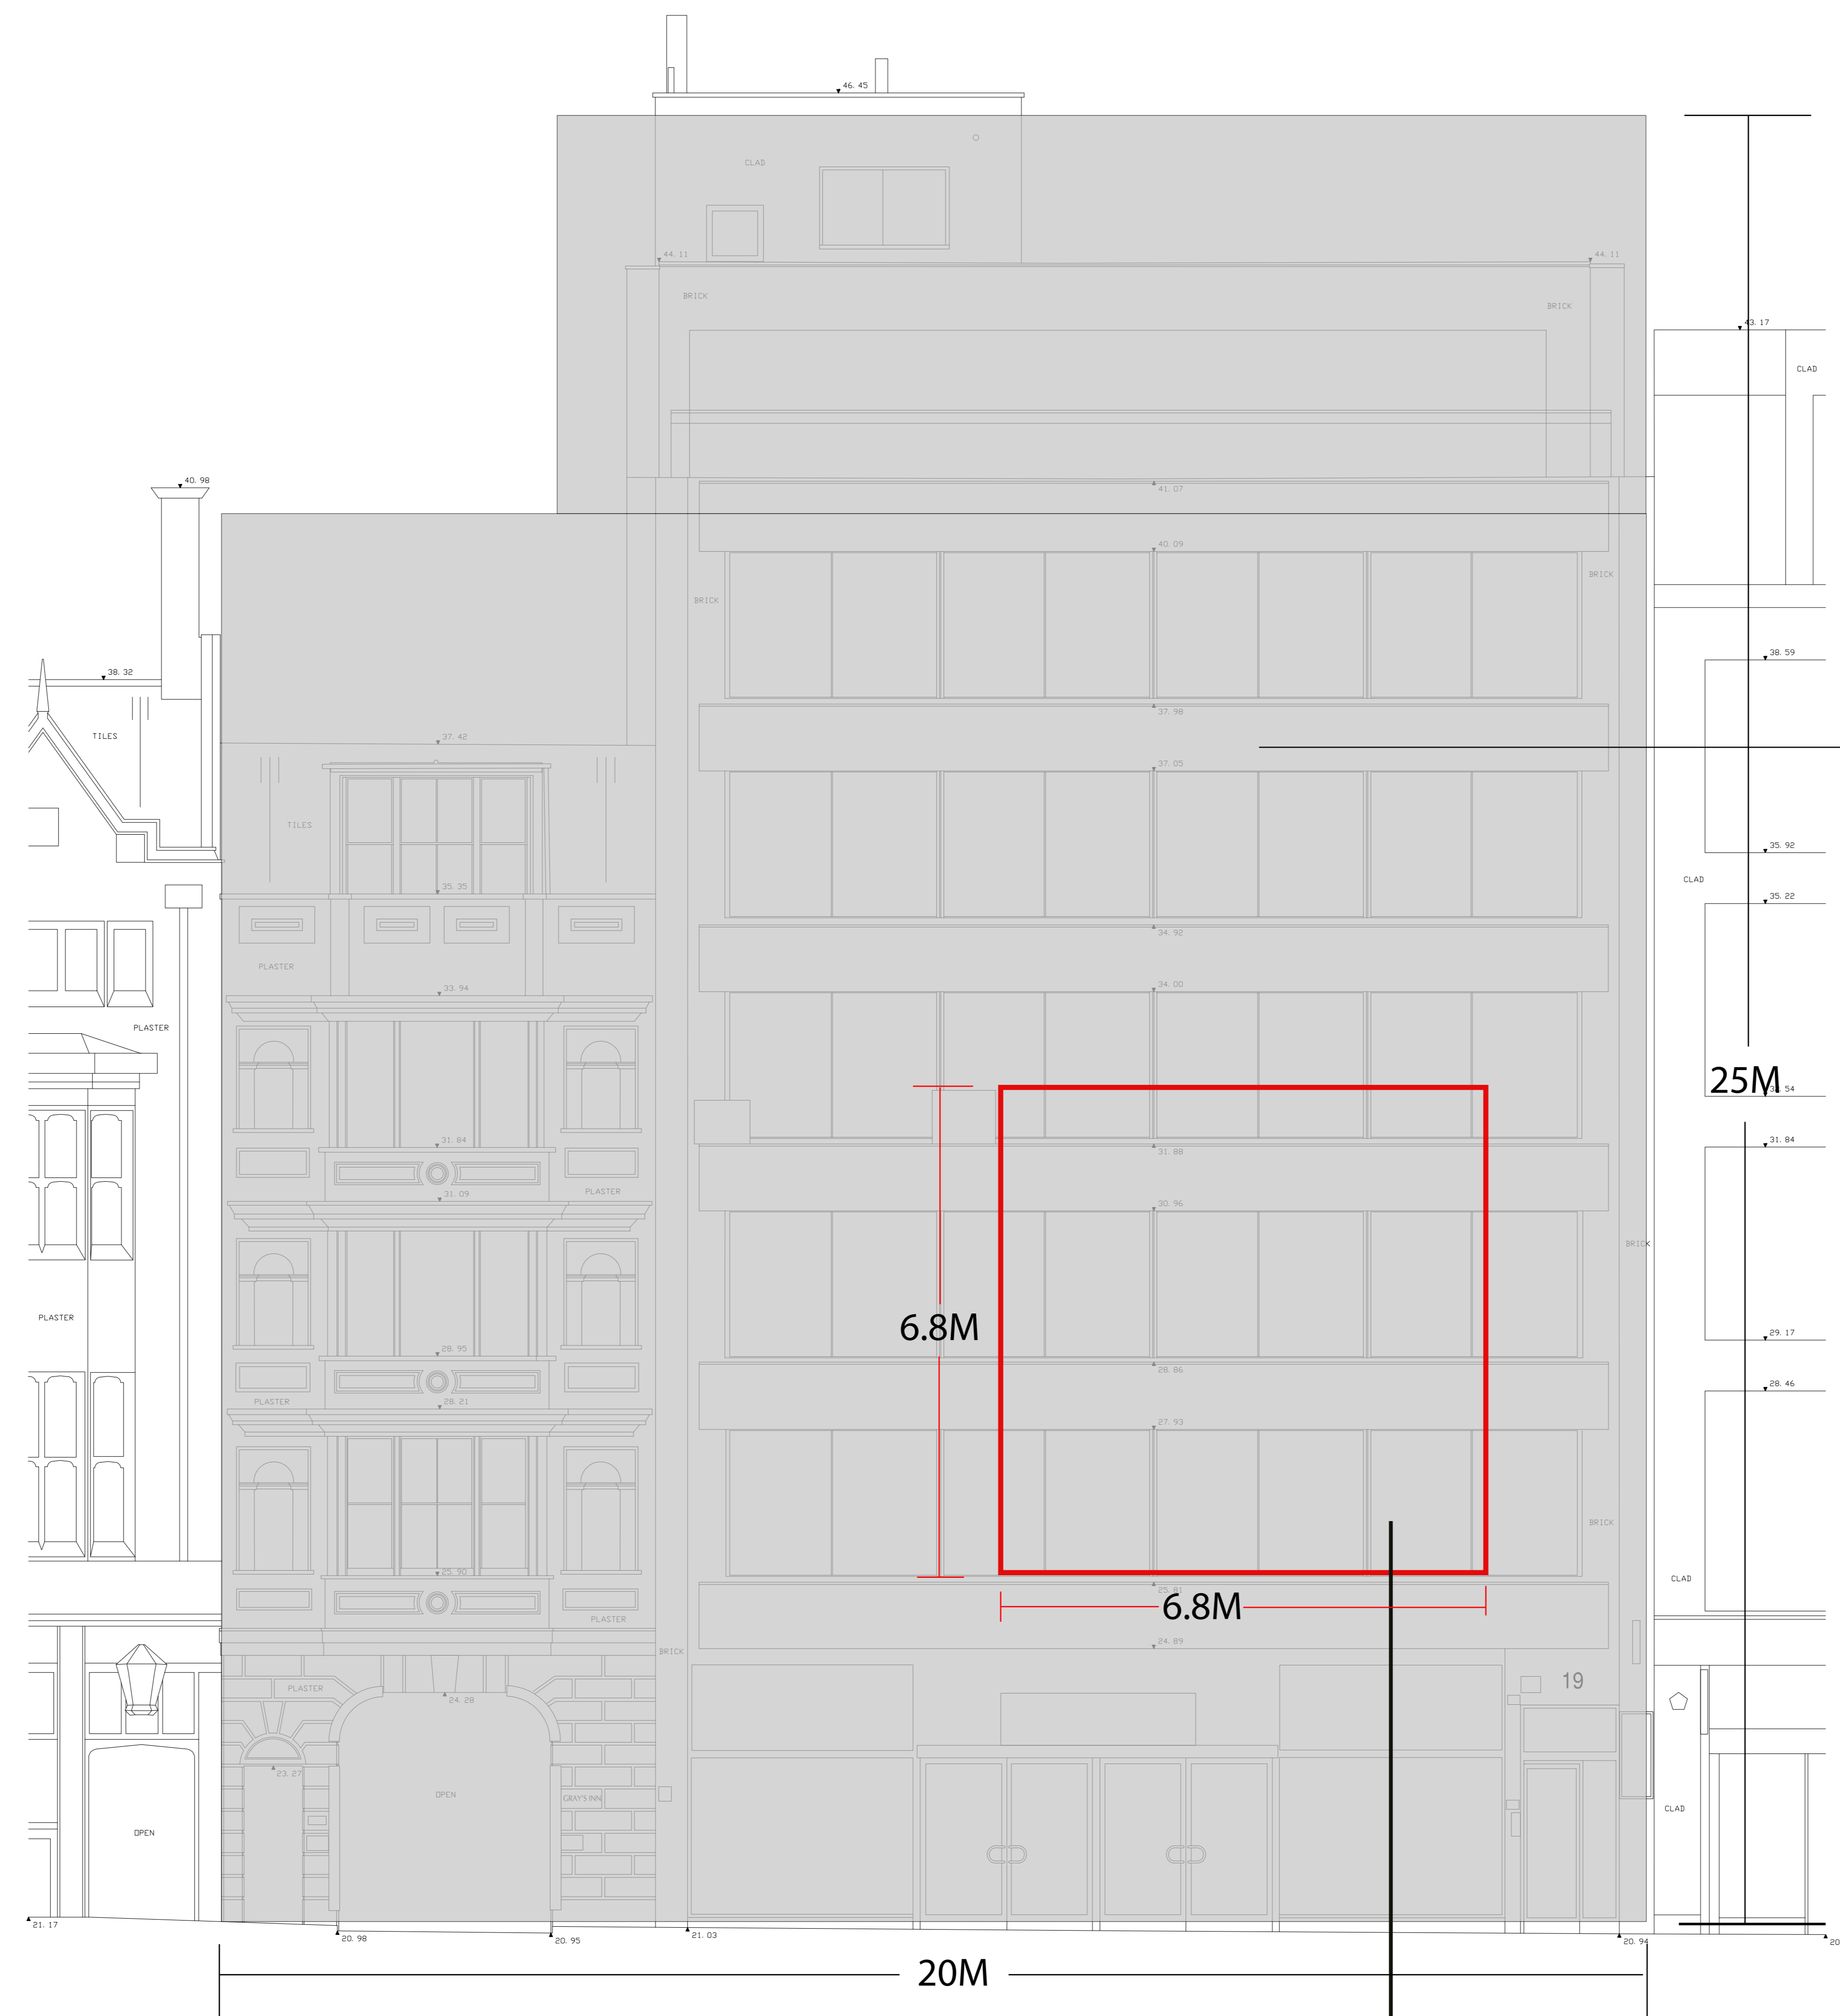 46. 45
CLAD
44. 11
44. 11
BRICK
BRICK
43. 17
CLAD
40. 98
41. 07
40. 09
BRICK
BRICK
38. 59
38. 32
37. 98
TILES
37. 42
37. 05
TILES
35. 92
CLAD
35. 35
35. 22
34. 92
PLASTER
33. 94
34. 00
PLASTER
25M
54
31. 84
31. 88
31. 84
31. 09
PLASTER
30. 96
BRICK
PLASTER
6.8M
29. 17
28. 95
28. 86
28. 46
PLASTER
28. 21
27. 93
BRICK
25. 90
25. 81
CLAD
6.8M
PLASTER
24. 89
BRICK
PLASTER
24. 28
19
23. 27
OPEN
GRAY'S INN
CLAD
OPEN
21. 17
20. 98
20. 95
21. 03
20. 94
20
20M